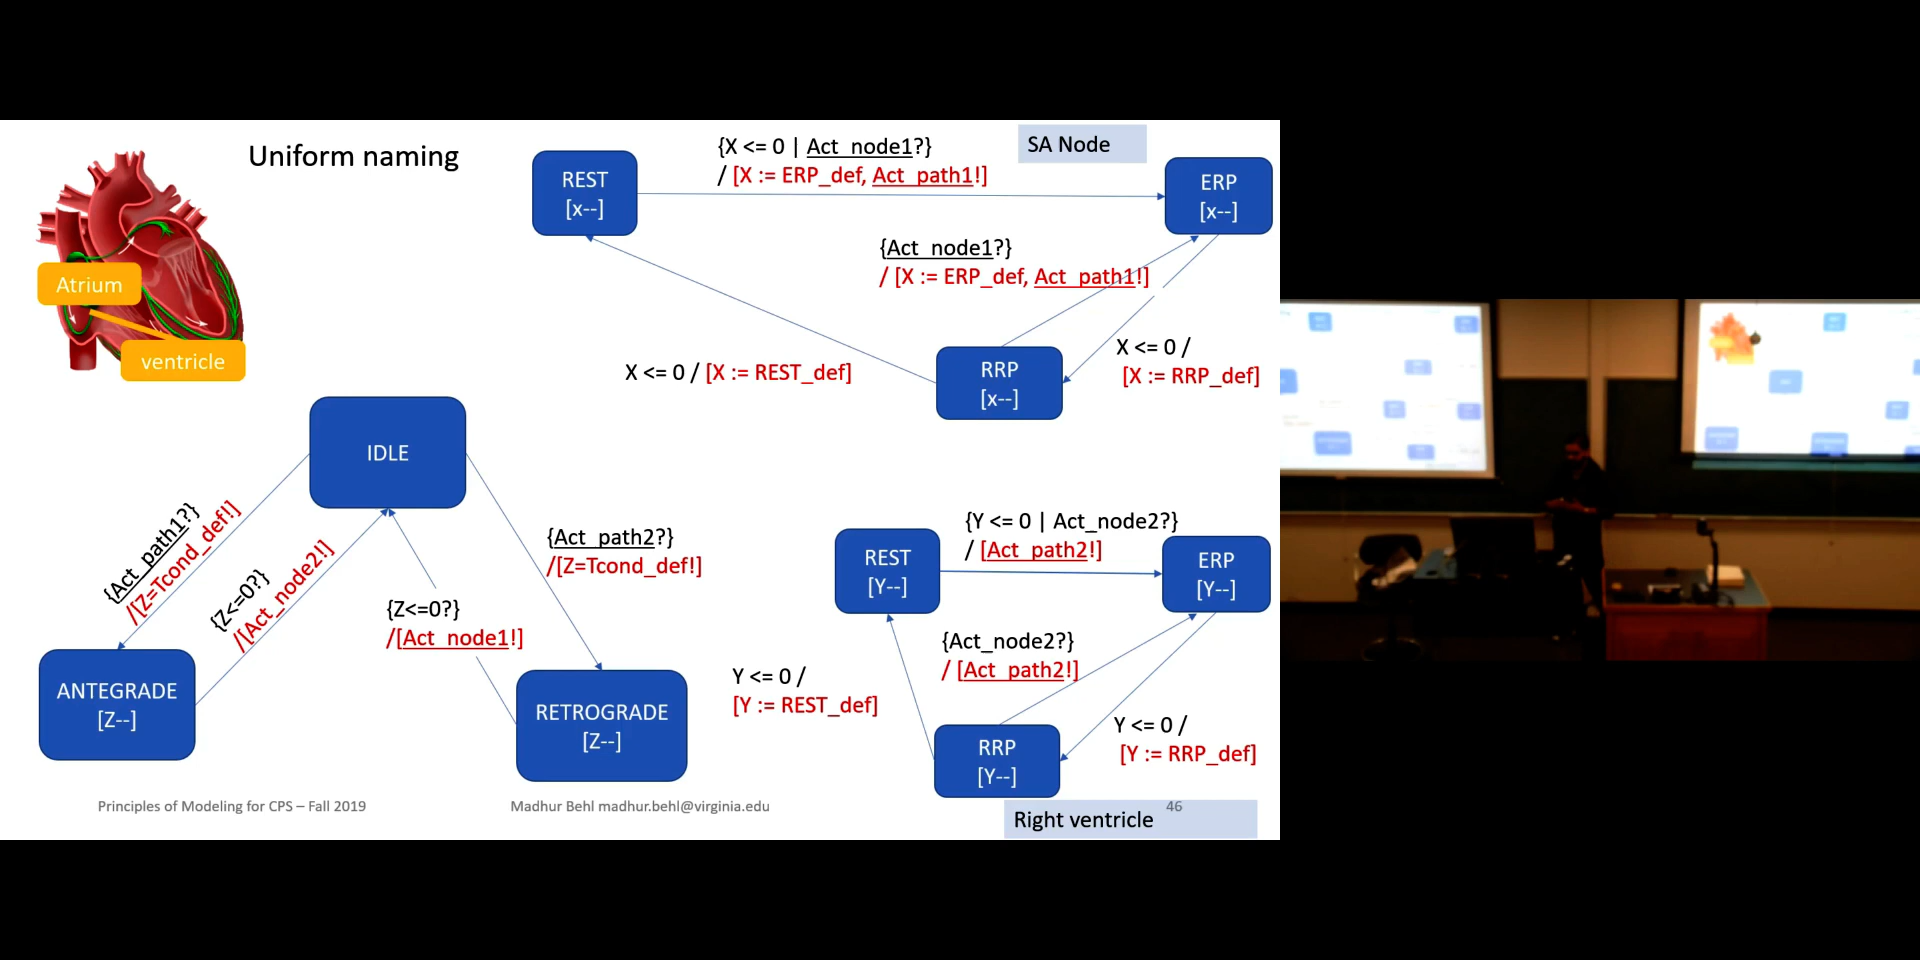 Uniform naming
Atrium
ventricle
SA Node
REST
[x--]
{X <= 0 | Act_node1?}
/ [X := ERP_def, Act_path1!]
ERP
[x--]
{Act_node1?}
/ [X := ERP_def, Act_path1!]
X <= 0 / [X := REST_def]
RRP
[x--]
X <= 0 /
[X := RRP_def]
IDLE
{Act_path1?}
/[Z=Tcond_def!]
{Z<=0?}
/[Act_node2!]
{Z<=0?}
/[Act_node1!]
{Act_path2?}
/[Z=Tcond_def!]
ANTEGRADE
[Z--]
RETROGRADE
[Z--]
REST
[Y--]
{Y <= 0 | Act_node2?}
/ [Act_path2!]
ERP
[Y--]
{Act_node2?}
/ [Act_path2!]
Y <= 0 /
[Y := REST_def]
RRP
[Y--]
Y <= 0 /
[Y := RRP_def]
Right ventricle
Principles of Modeling for CPS – Fall 2019
Madhur Behl madhur.behl@virginia.edu
46